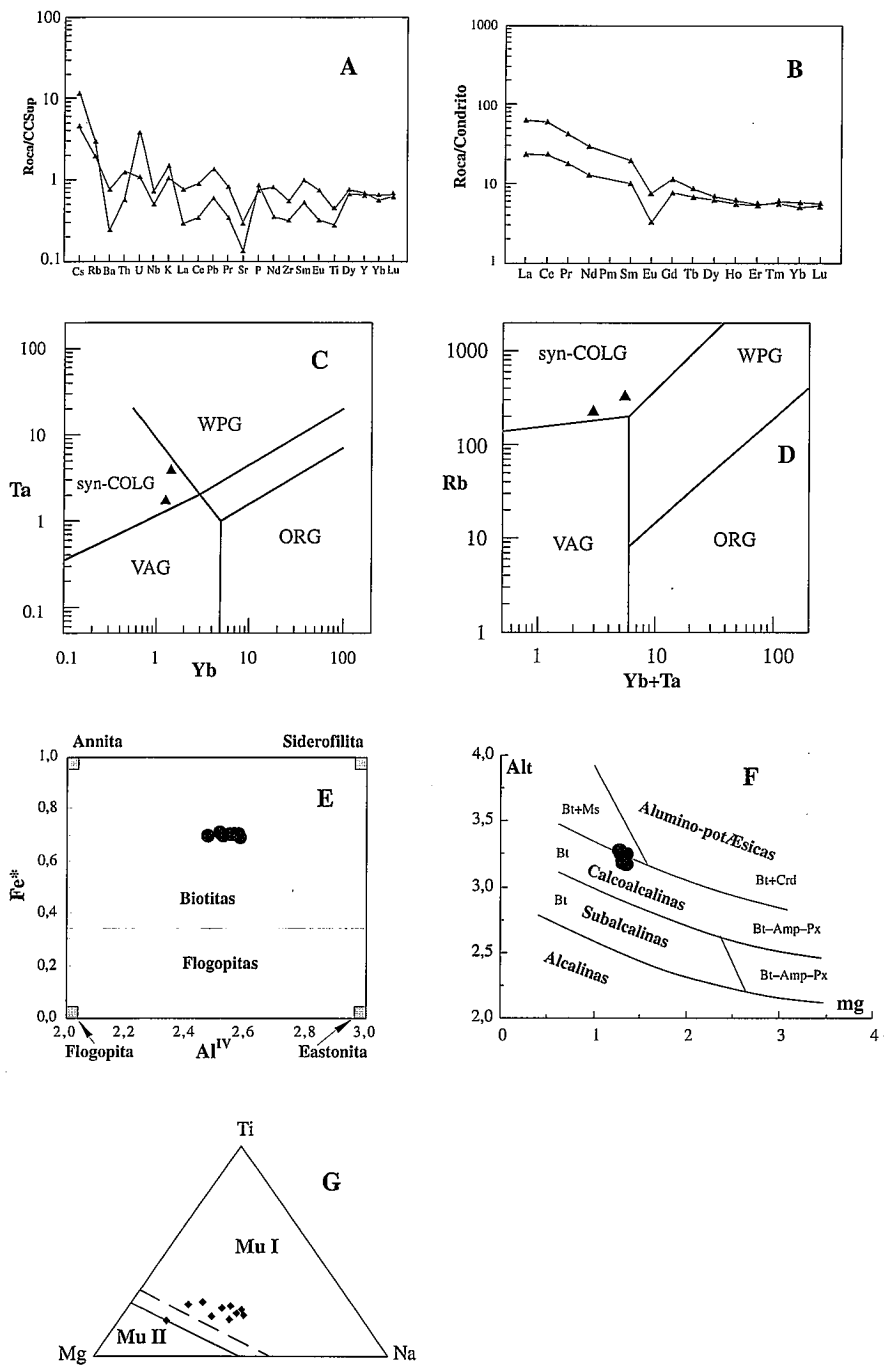 A
100
10
1
0.1
Roca/CCSup
Cs Rb Ba Th U Nb K La Ce Pb Pr Sr P Nd Zr Sm Eu Ti Dy Y Yb Lu
B
1000
100
10
1
Roca/Condrito
La Ce Pr Nd Pm Sm Eu Gd Tb Dy Ho Er Tm Yb Lu
C
100
10
1
0.1
Ta
WPG
syn-COLG
VAG
ORG
0.1 1 10 100
Yb
D
1000
100
10
1
Rb
syn-COLG
WPG
VAG
ORG
1 10 100
Yb+Ta
Annita
Siderofilita
E
1,0
0,8
0,6
0,4
0,2
0,0
Fe*
Biotitas
Flogopitas
2,0 2,2 2,4 2,6 2,8 3,0
Flogopita
Al^IV
Eastonita
F
4,0
3,5
3,0
2,5
2,0
Alt
Bt+Ms
Alumino-potÆsicas
Bt
Calcoalcalinas
Bt+Crd
Bt
Subalcalinas
Bt–Amp–Px
Alcalinas
Bt–Amp–Px
mg
0 1 2 3 4
Ti
G
Mu I
Mu II
Mg
Na